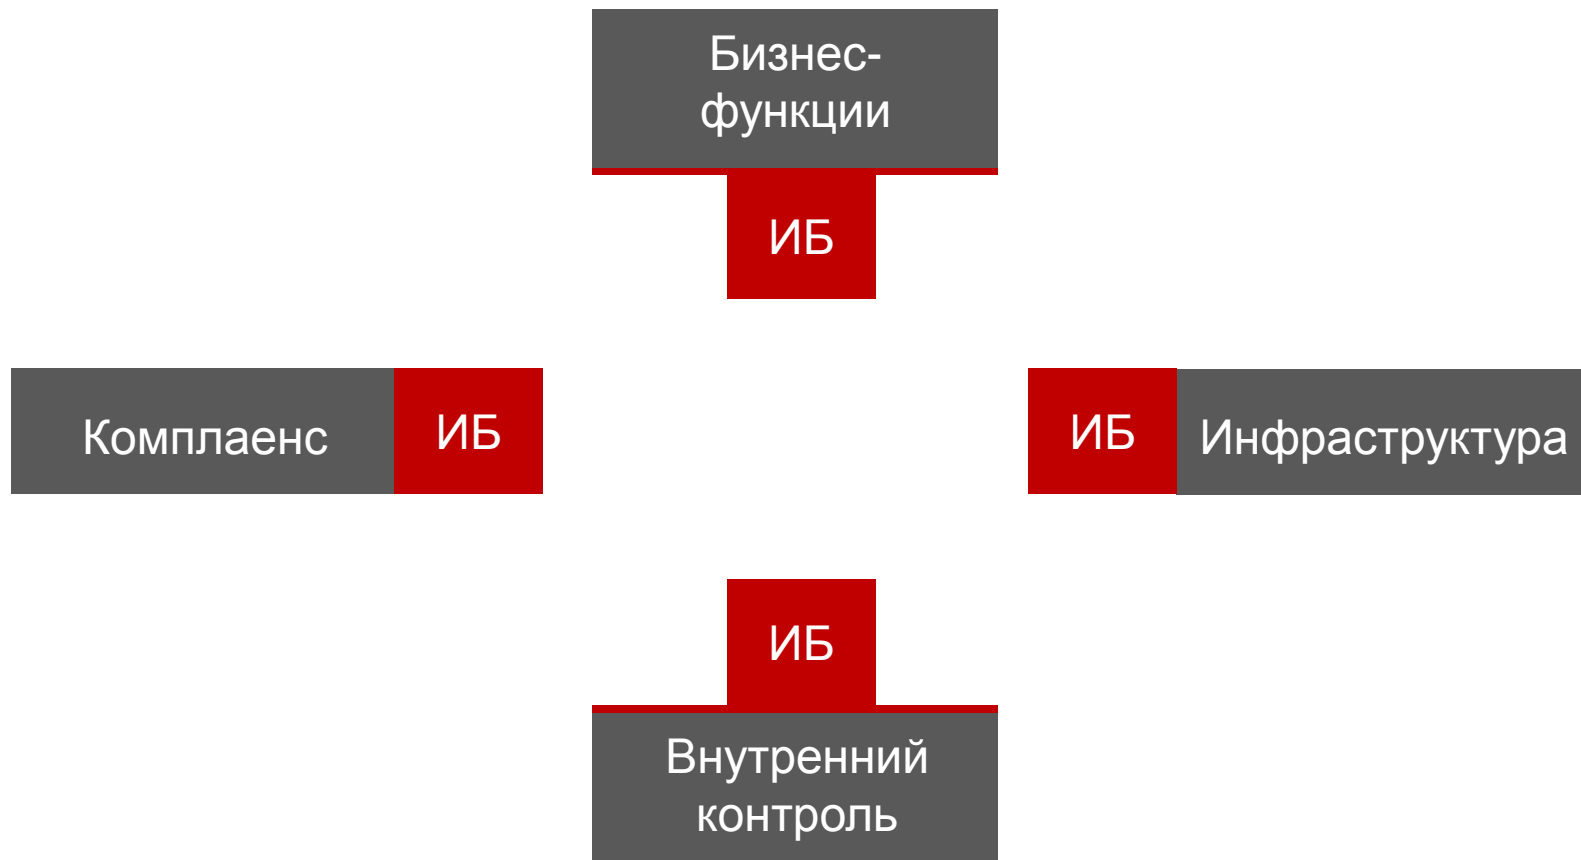 Бизнес-
функции
ИБ
Комплаенс
ИБ
ИБ
Инфраструктура
ИБ
Внутренний
контроль